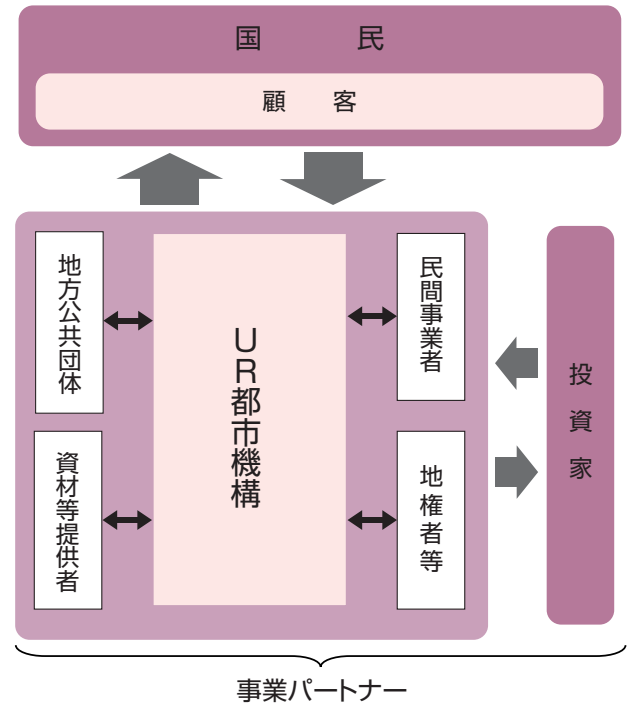 国民
顧客
地方公共団体
資材等提供者
UR都市機構
民間事業者
地権者等
投資家
事業パートナー